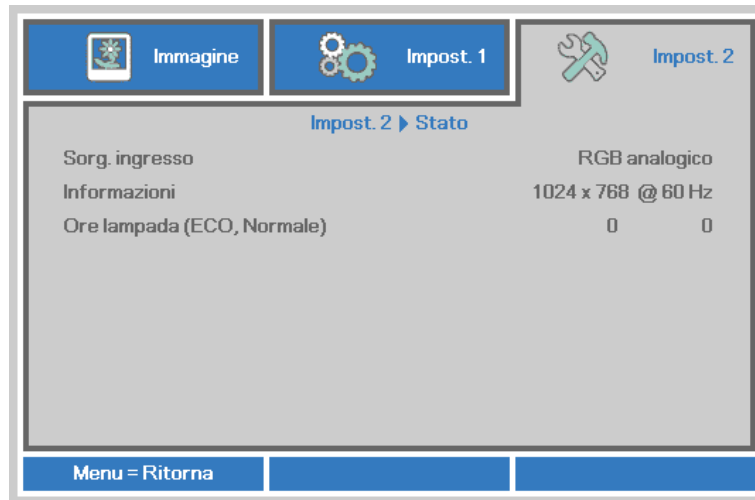 Immagine Impost. 1 Impost. 2
Impost. 2 Stato
Sorg. ingresso RGB analogico
Informazioni 1024 x 768 @ 60 Hz
Ore lampada (ECO, Normale) 0 0
Menu = Ritorna